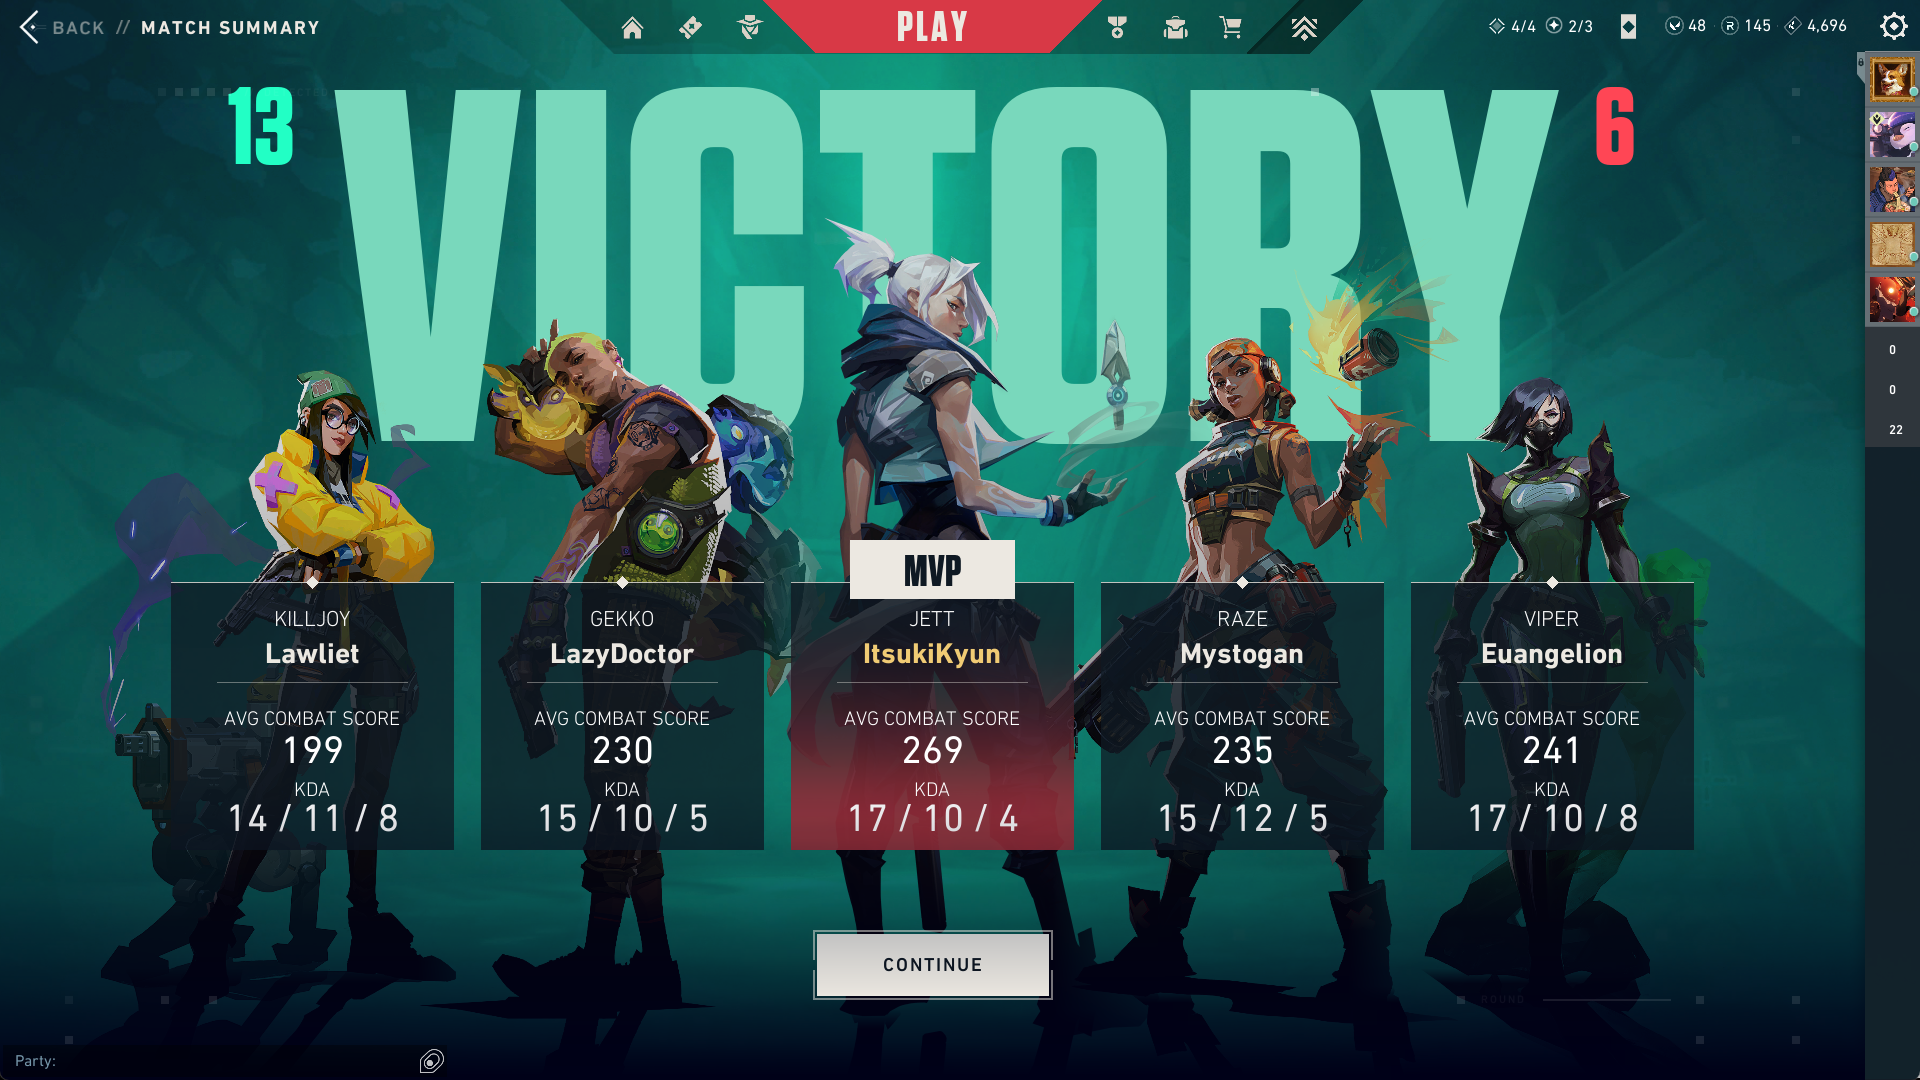 BACK // MATCH SUMMARY
PLAY
4/4 2/3 48 R 145 4,696
13 VICTORY 6
MVP
KILLJOY
Lawliet
AVG COMBAT SCORE
199
KDA
14 / 11 / 8
GEKKO
LazyDoctor
AVG COMBAT SCORE
230
KDA
15 / 10 / 5
JETT
ItsukiKyun
AVG COMBAT SCORE
269
KDA
17 / 10 / 4
RAZE
Mystogan
AVG COMBAT SCORE
235
KDA
15 / 12 / 5
VIPER
Euangelion
AVG COMBAT SCORE
241
KDA
17 / 10 / 8
0
0
22
CONTINUE
ROUND
Party: